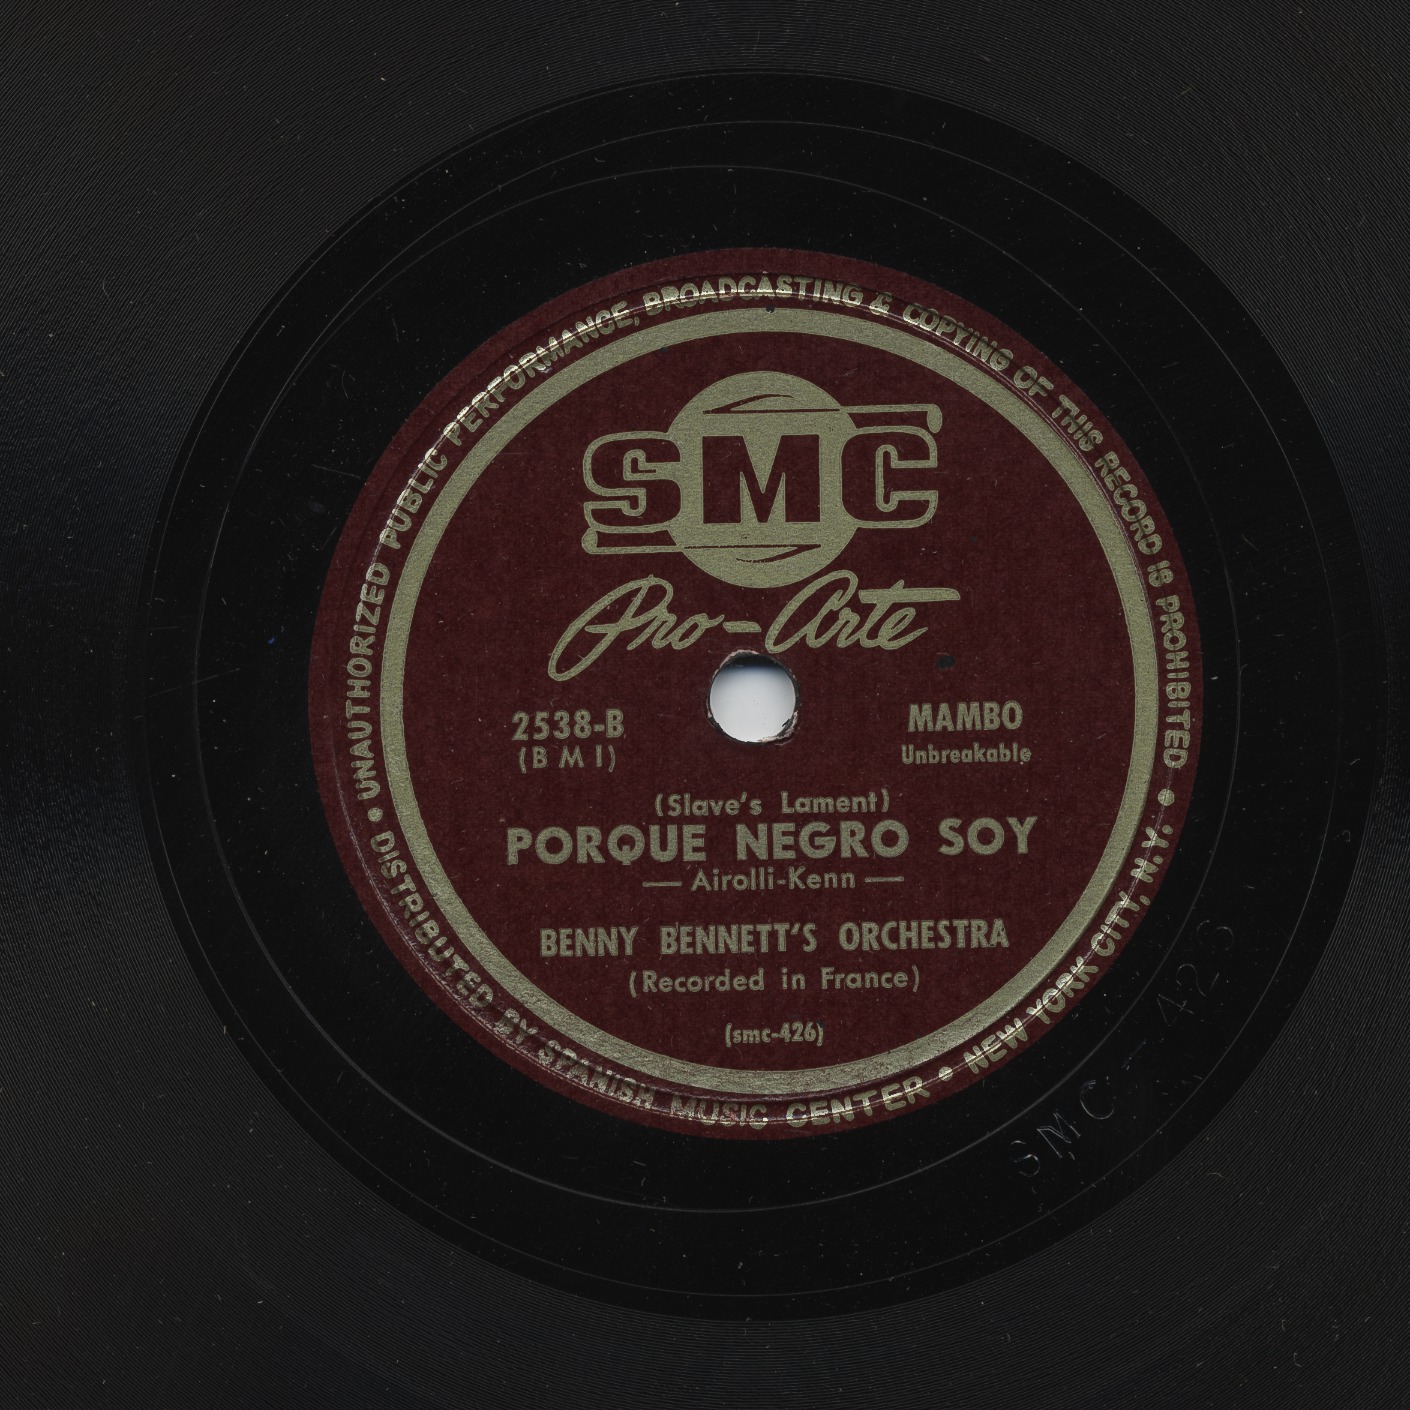 UNAUTHORIZED PUBLIC PERFORMANCE, BROADCASTING & COPYING OF THIS RECORD IS PROHIBITED
SMC
Pro-Arte
2538-B
(BMI)
MAMBO
Unbreakable
(Slave's Lament)
PORQUE NEGRO SOY
— Airolli-Kenn —
BENNY BENNETT'S ORCHESTRA
(Recorded in France)
(smc-426)
• DISTRIBUTED BY SPANISH MUSIC CENTER • NEW YORK CITY, N.Y. •
SMC